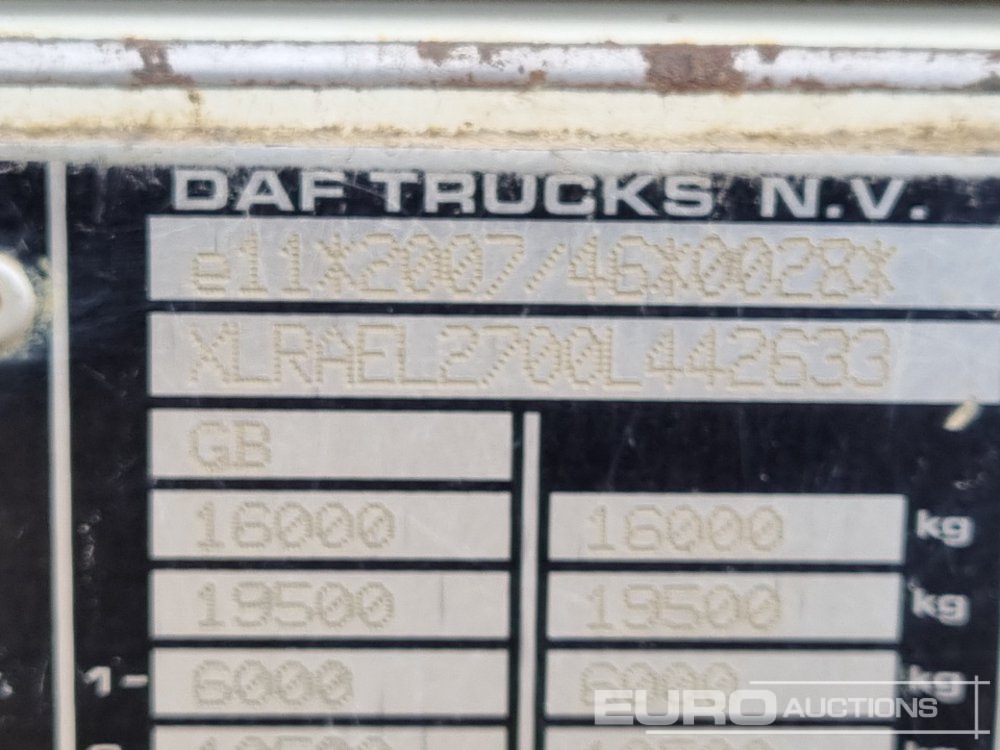 DAF TRUCKS N.V.
e11*2007/46*0028*
XLRAEL2700L442633
GB
16000 16000 kg
19500 19500 kg
1- 6000 6000 kg
EURO AUCTIONS